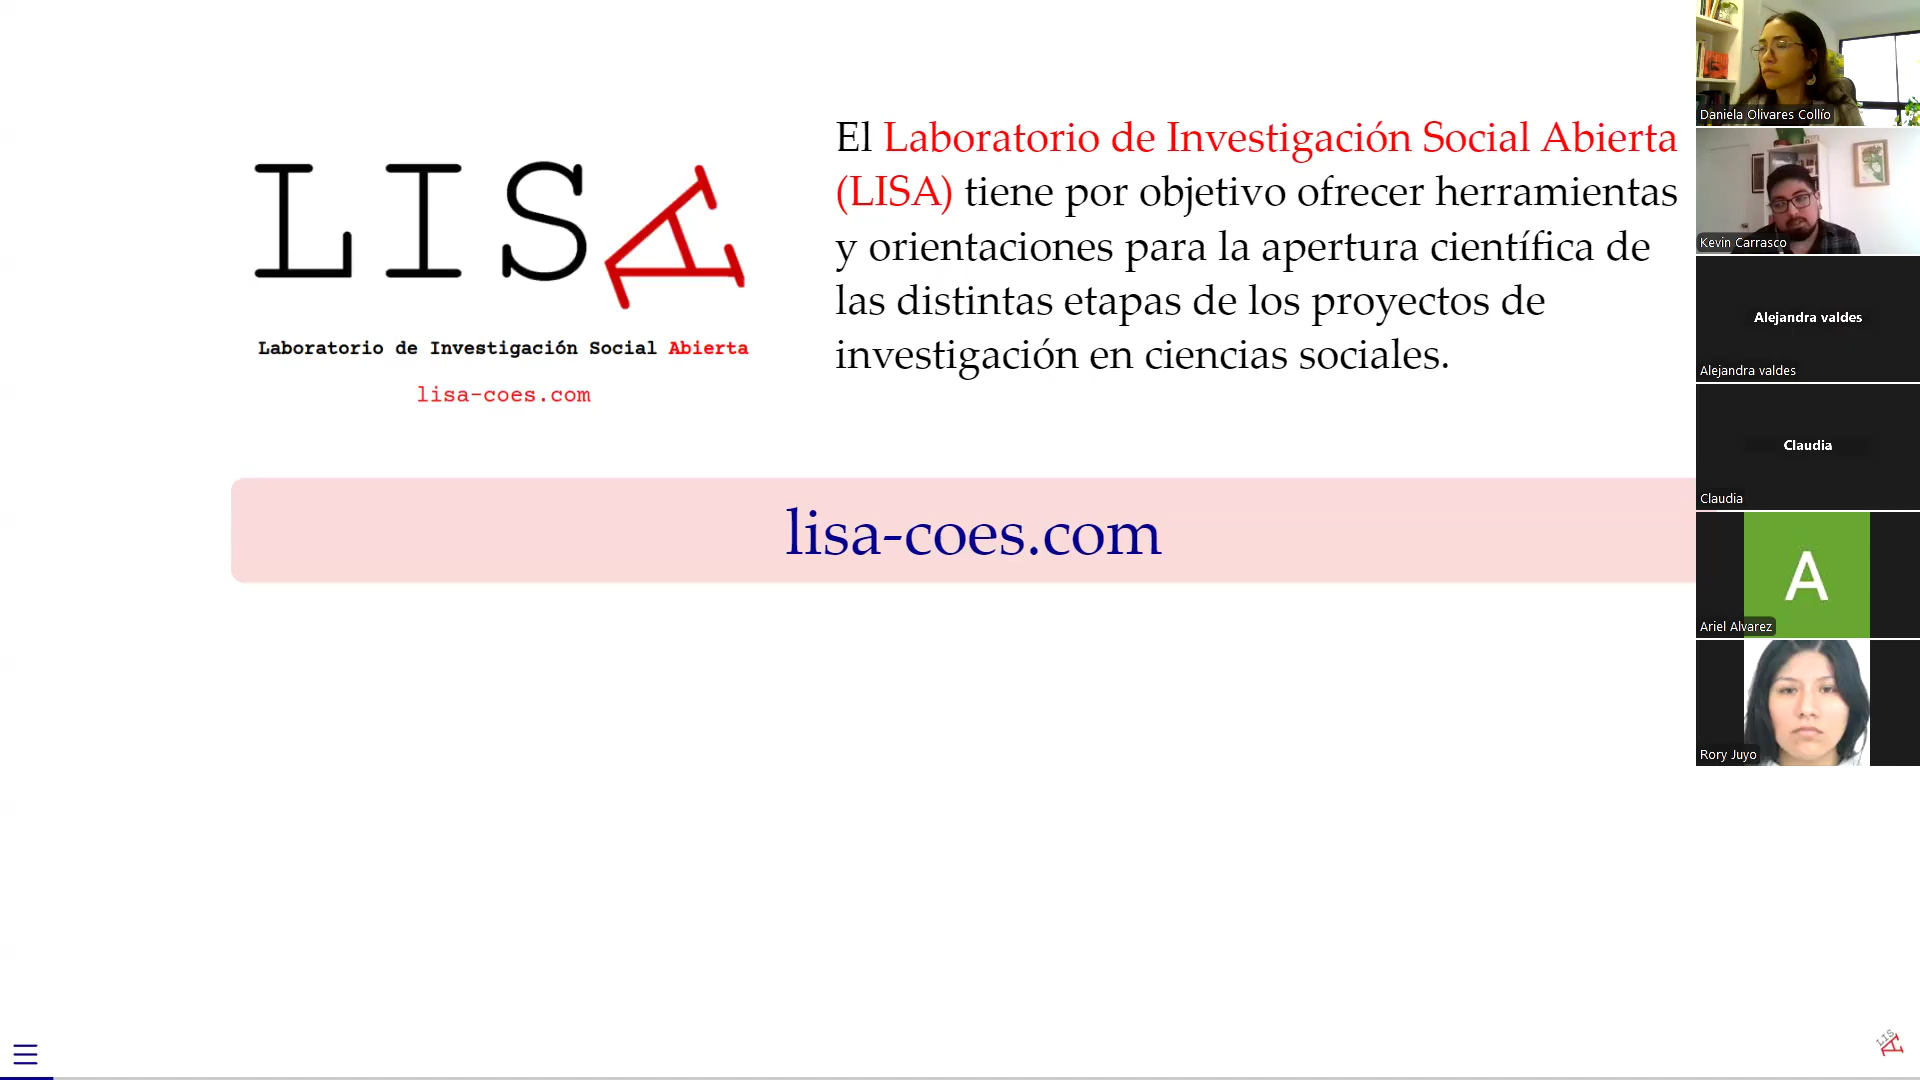 LISA
Laboratorio de Investigación Social Abierta
lisa-coes.com
El Laboratorio de Investigación Social Abierta
(LISA) tiene por objetivo ofrecer herramientas
y orientaciones para la apertura científica de
las distintas etapas de los proyectos de
investigación en ciencias sociales.
lisa-coes.com
Daniela Olivares Collío
Kevin Carrasco
Alejandra valdes
Alejandra valdes
Claudia
Claudia
A
Ariel Alvarez
Rory Juyo
LISA